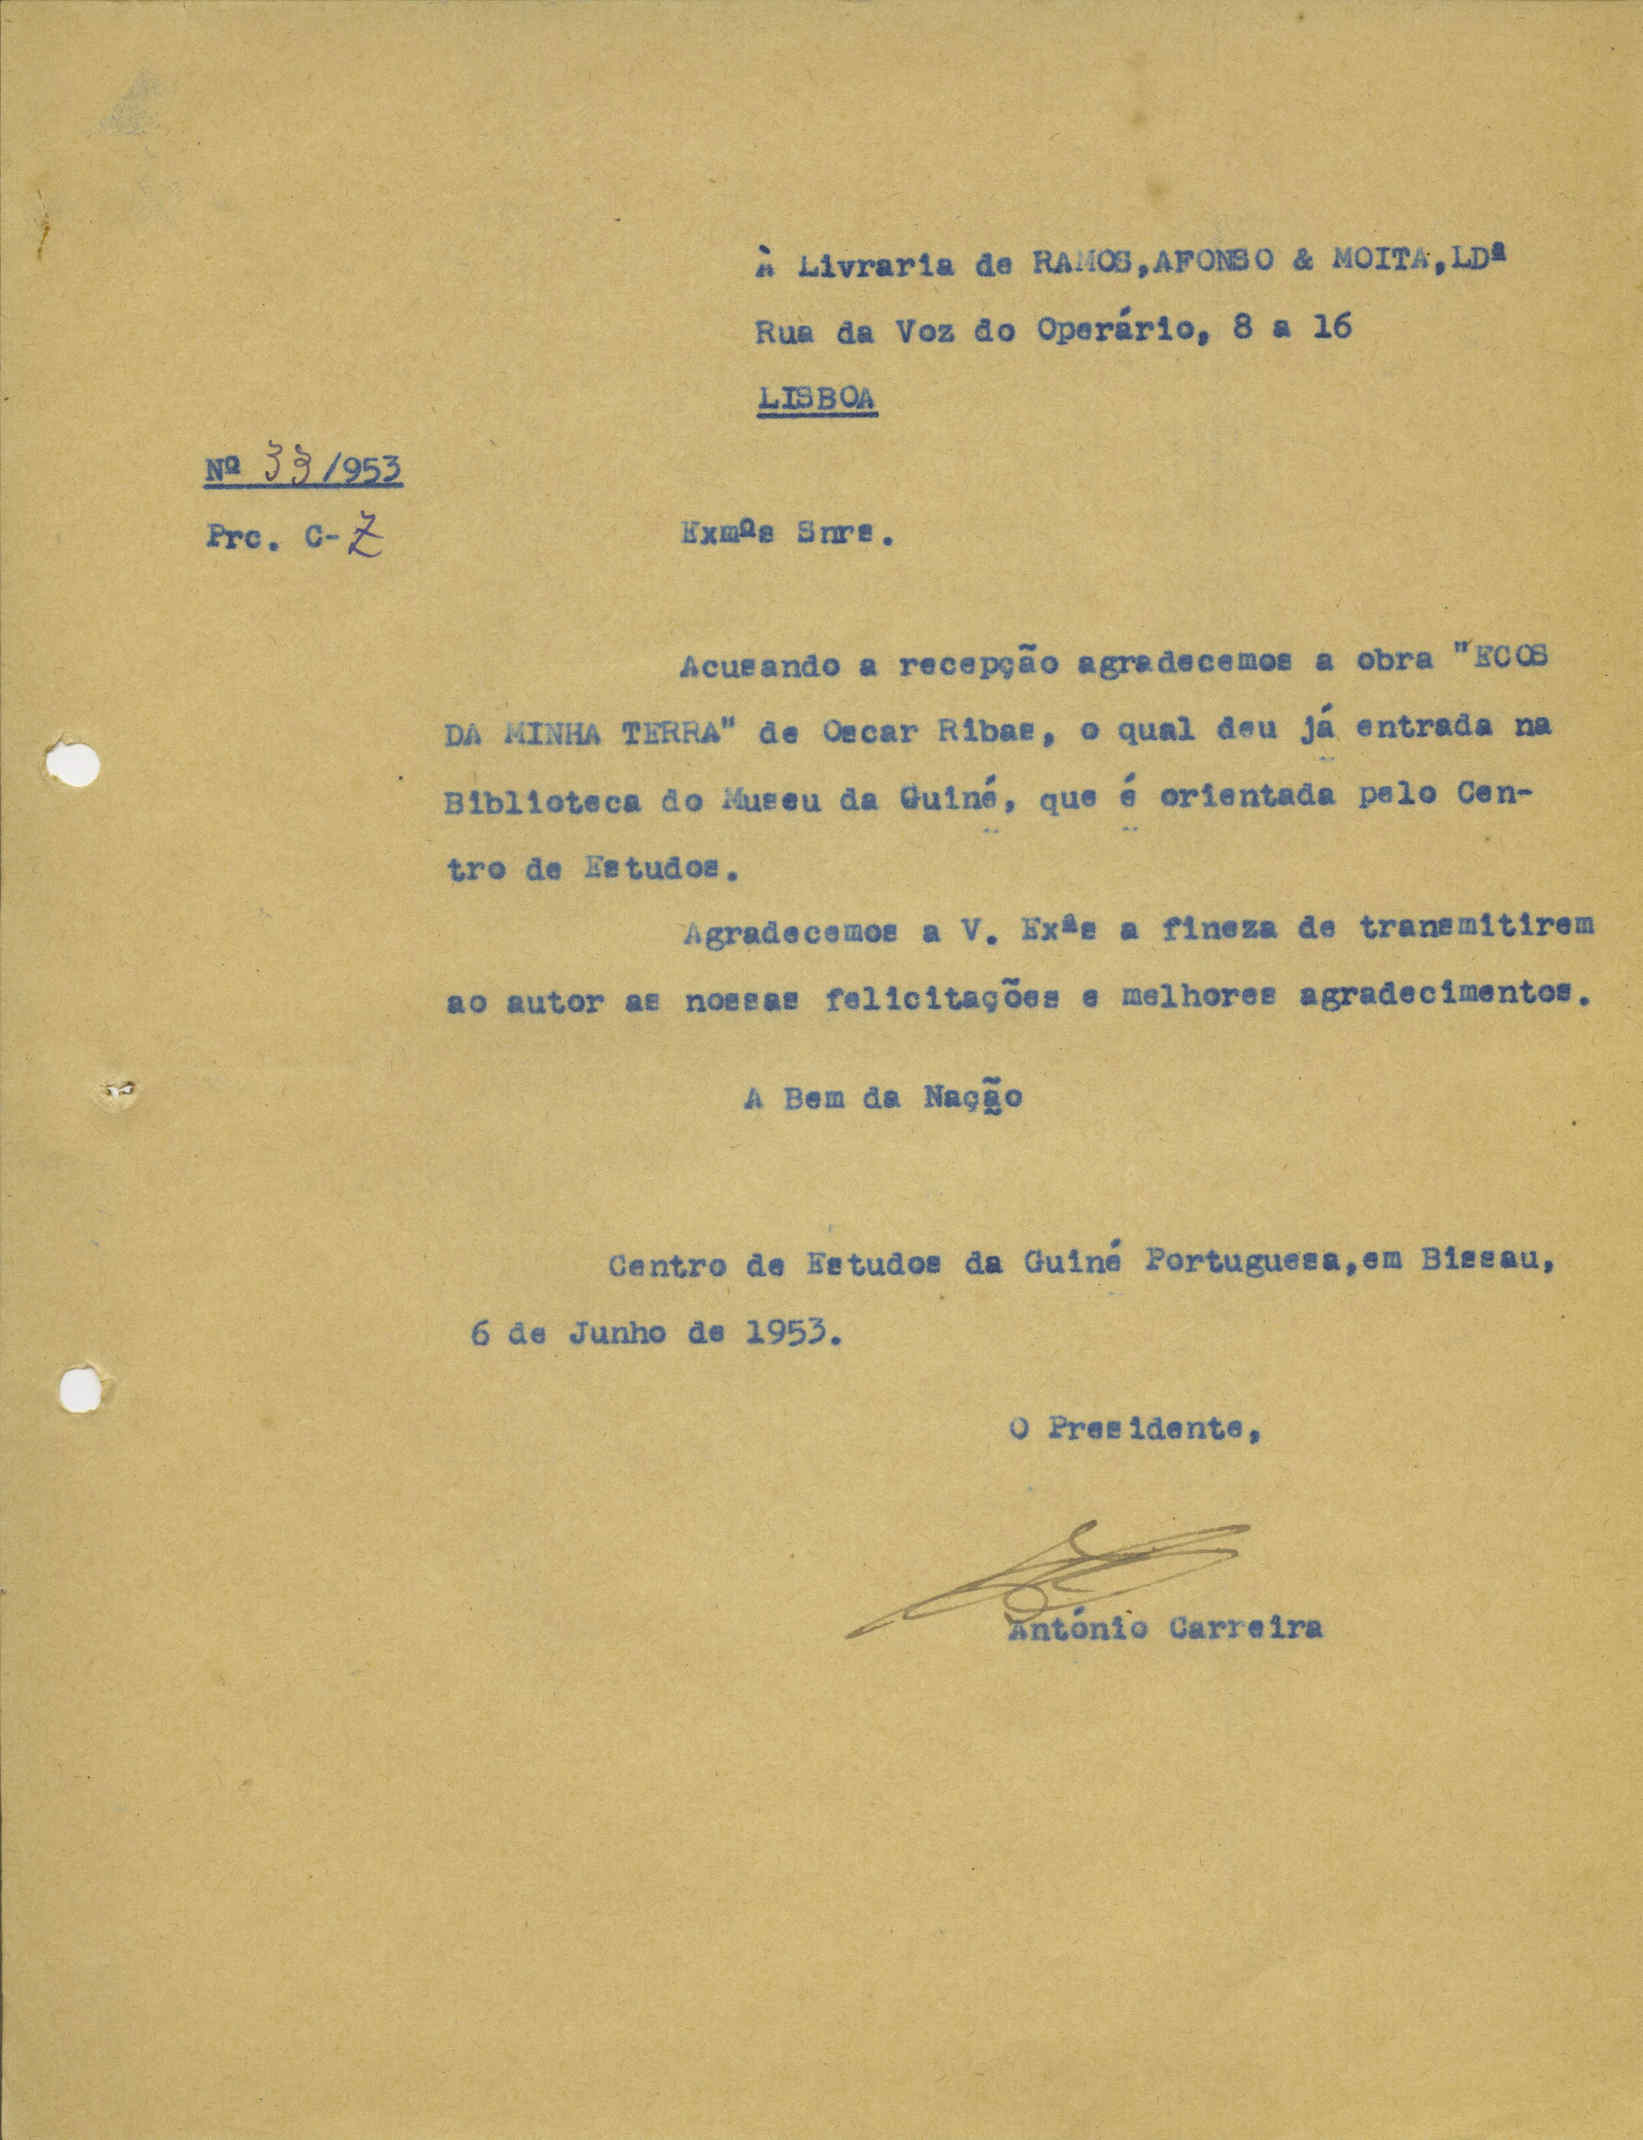 À Livraria de RAMOS,AFONSO & MOITA,LDª
Rua da Voz do Operário, 8 a 16
LISBOA
Nº 33/953
Prc. C-Z
Exmºs Snrs.
Acusando a recepção agradecemos a obra "ECOS
DA MINHA TERRA" de Oscar Ribas, o qual deu já entrada na
Biblioteca do Museu da Guiné, que é orientada pelo Cen-
tro de Estudos.
Agradecemos a V. Exªs a fineza de transmitirem
ao autor as nossas felicitações e melhores agradecimentos.
A Bem da Nação
Centro de Estudos da Guiné Portuguesa,em Bissau,
6 de Junho de 1953.
O Presidente,
António Carreira